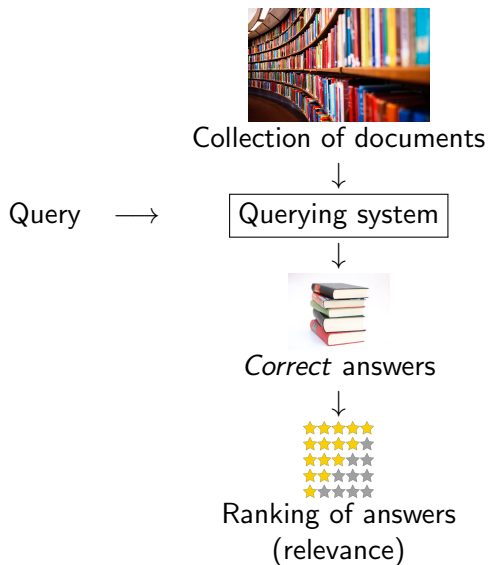 Collection of documents
Query
Querying system
Correct answers
Ranking of answers
(relevance)